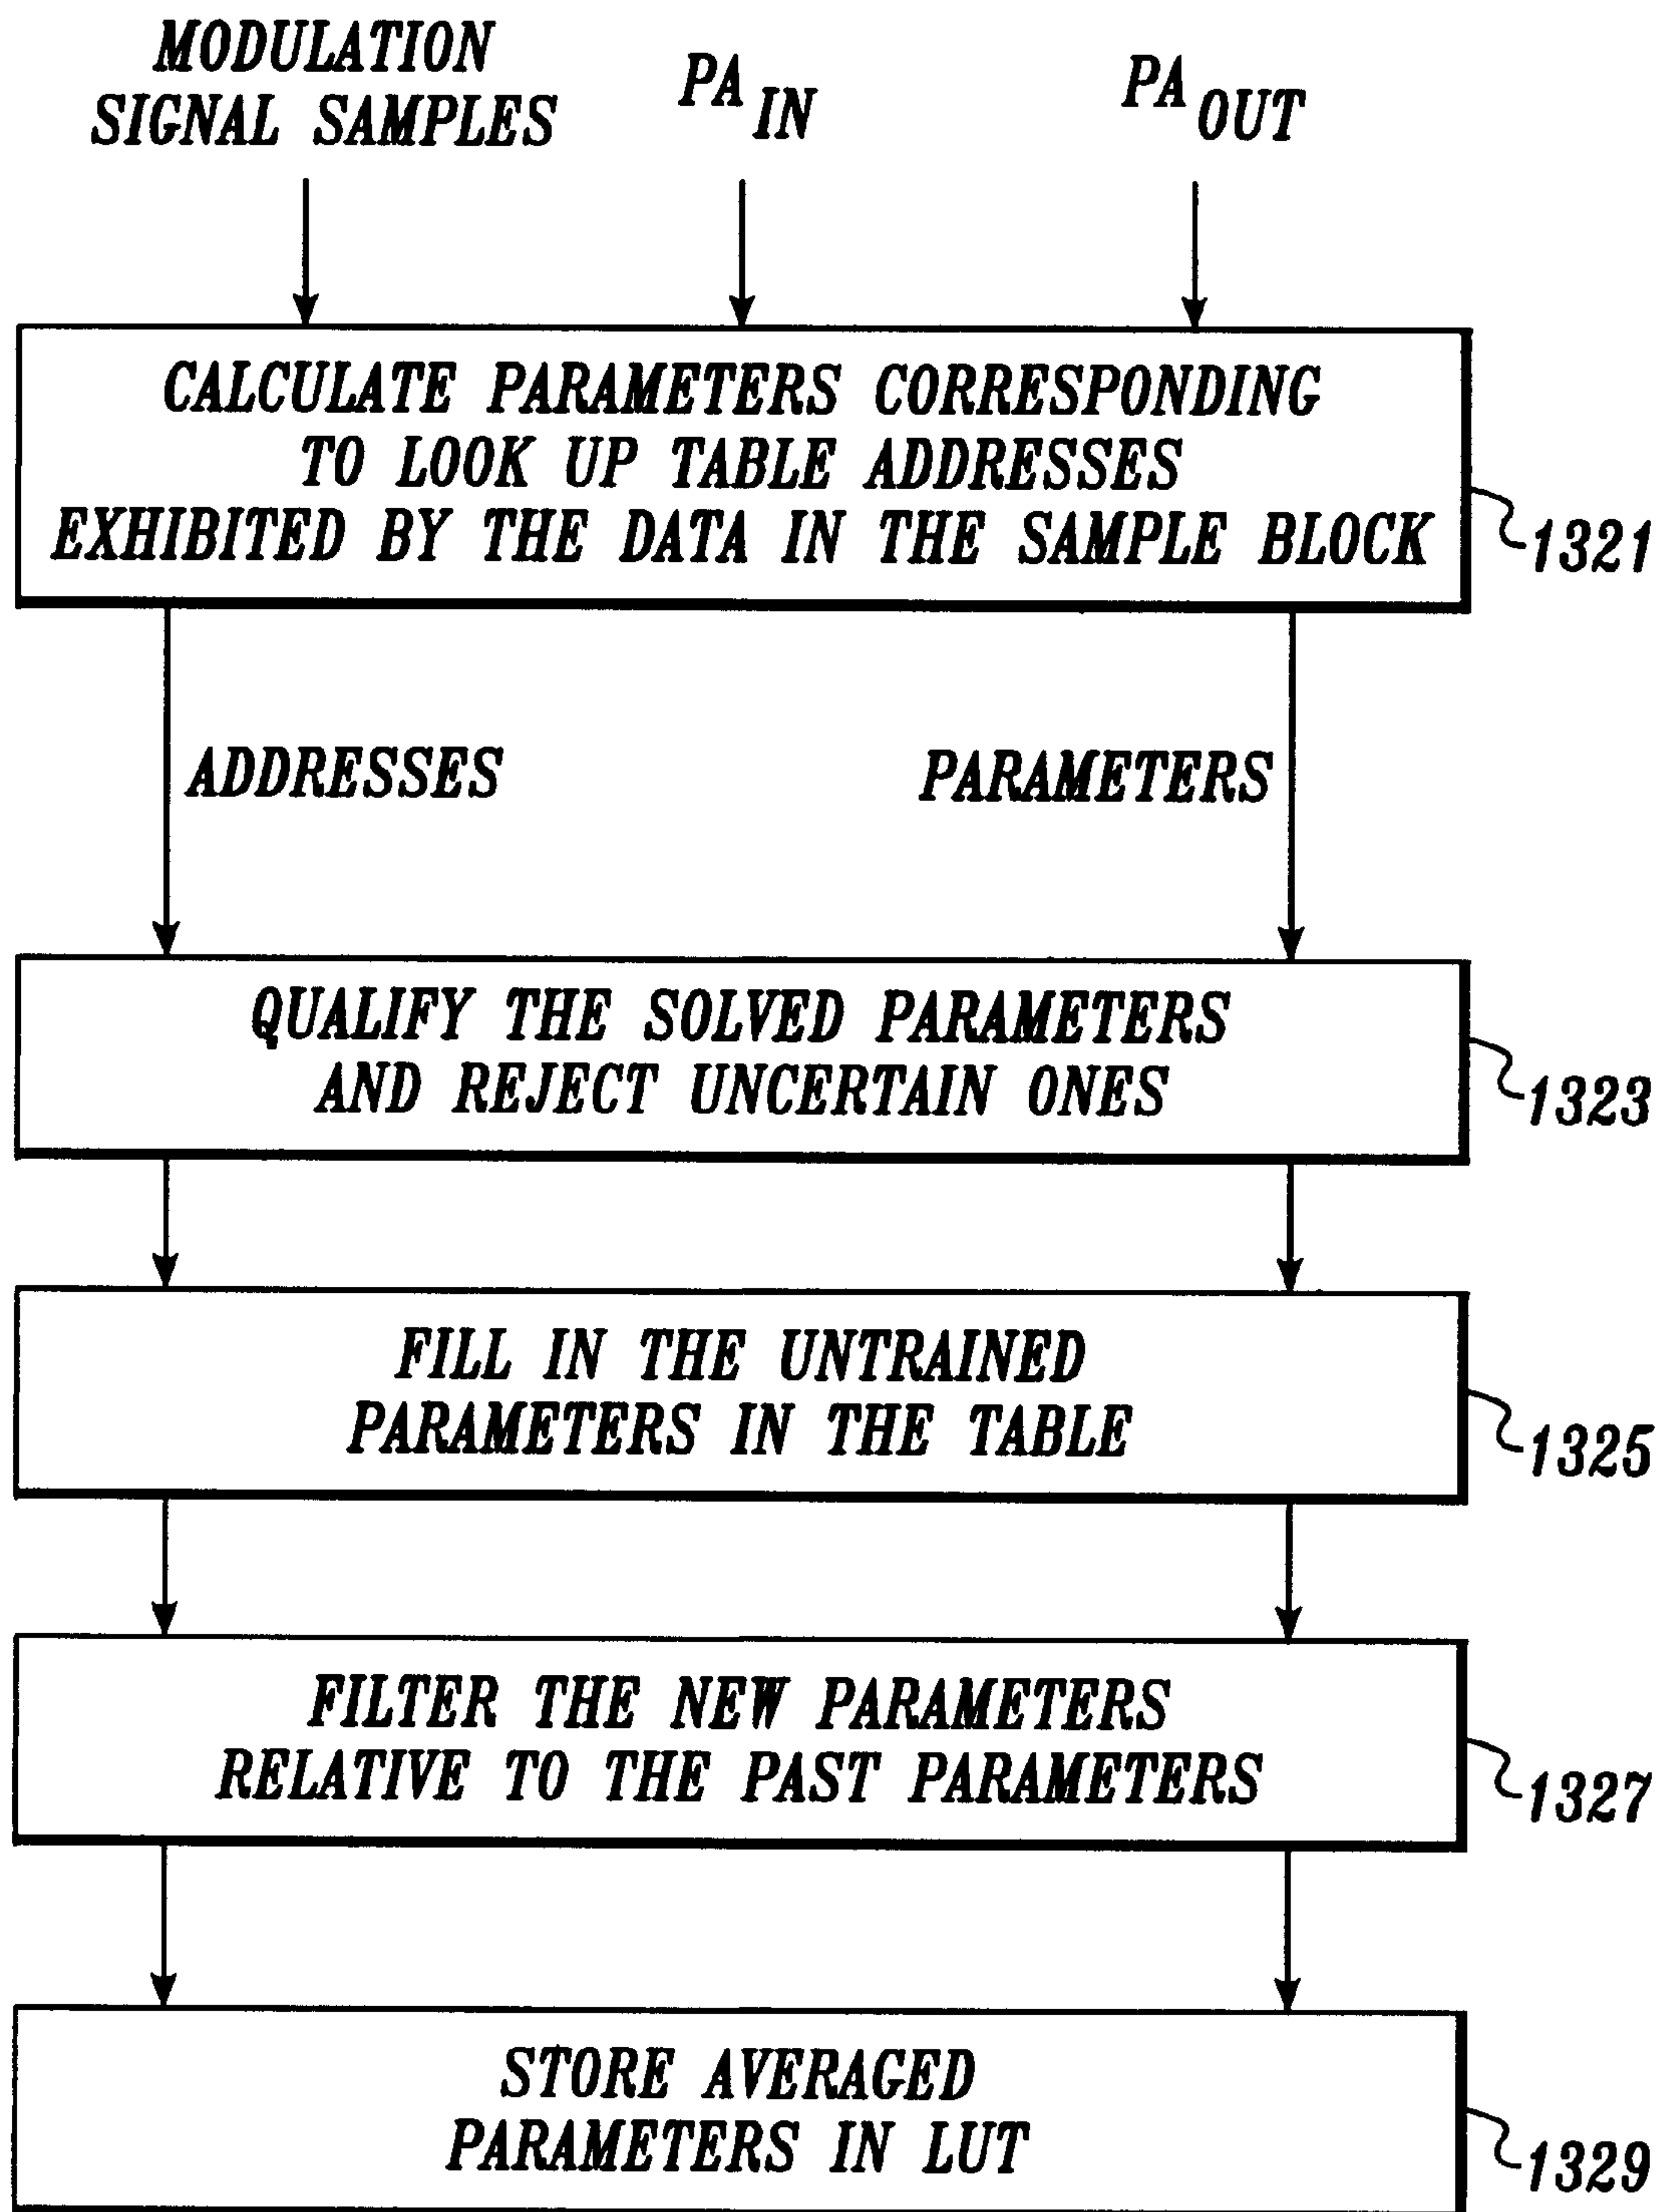 MODULATION
SIGNAL SAMPLES
PA IN
PA OUT
CALCULATE PARAMETERS CORRESPONDING
TO LOOK UP TABLE ADDRESSES
EXHIBITED BY THE DATA IN THE SAMPLE BLOCK
1321
ADDRESSES
PARAMETERS
QUALIFY THE SOLVED PARAMETERS
AND REJECT UNCERTAIN ONES
1323
FILL IN THE UNTRAINED
PARAMETERS IN THE TABLE
1325
FILTER THE NEW PARAMETERS
RELATIVE TO THE PAST PARAMETERS
1327
STORE AVERAGED
PARAMETERS IN LUT
1329